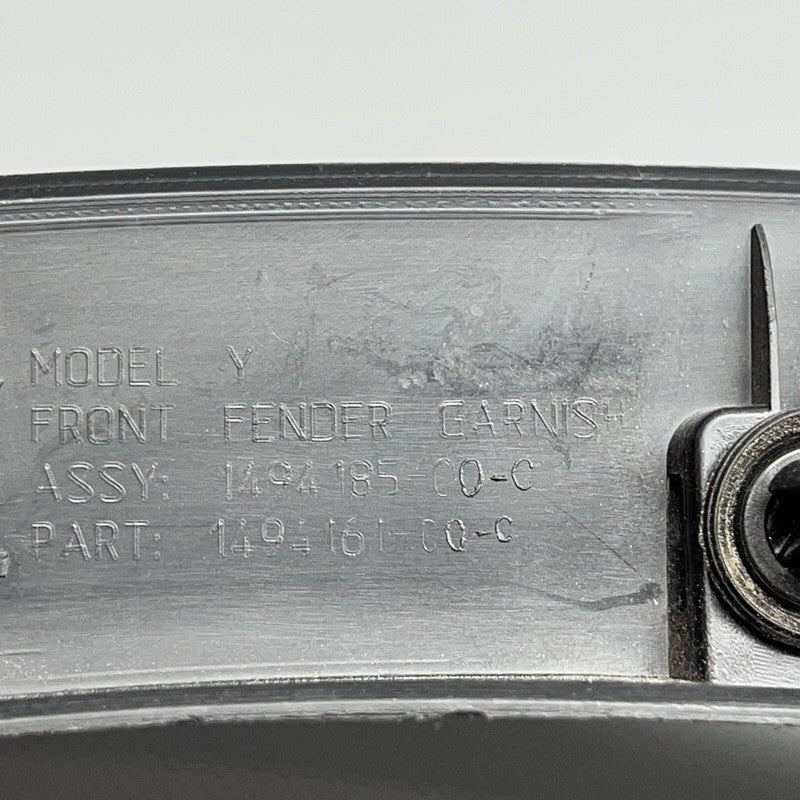 MODEL Y
FRONT FENDER GARNISH
ASSY: 1494185-00-C
PART: 1494161-00-C